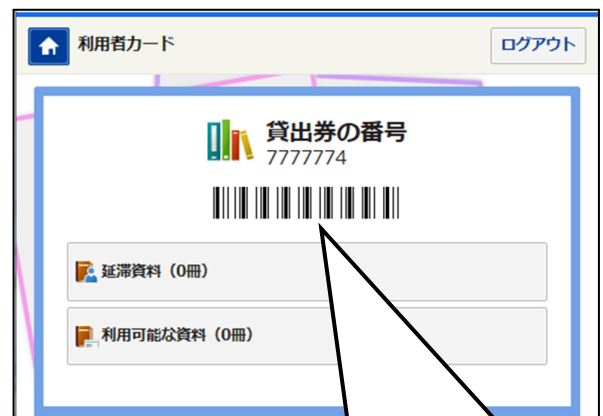 利用者カード
ログアウト
貸出券の番号
7777774
延滞資料（0冊）
利用可能な資料（0冊）